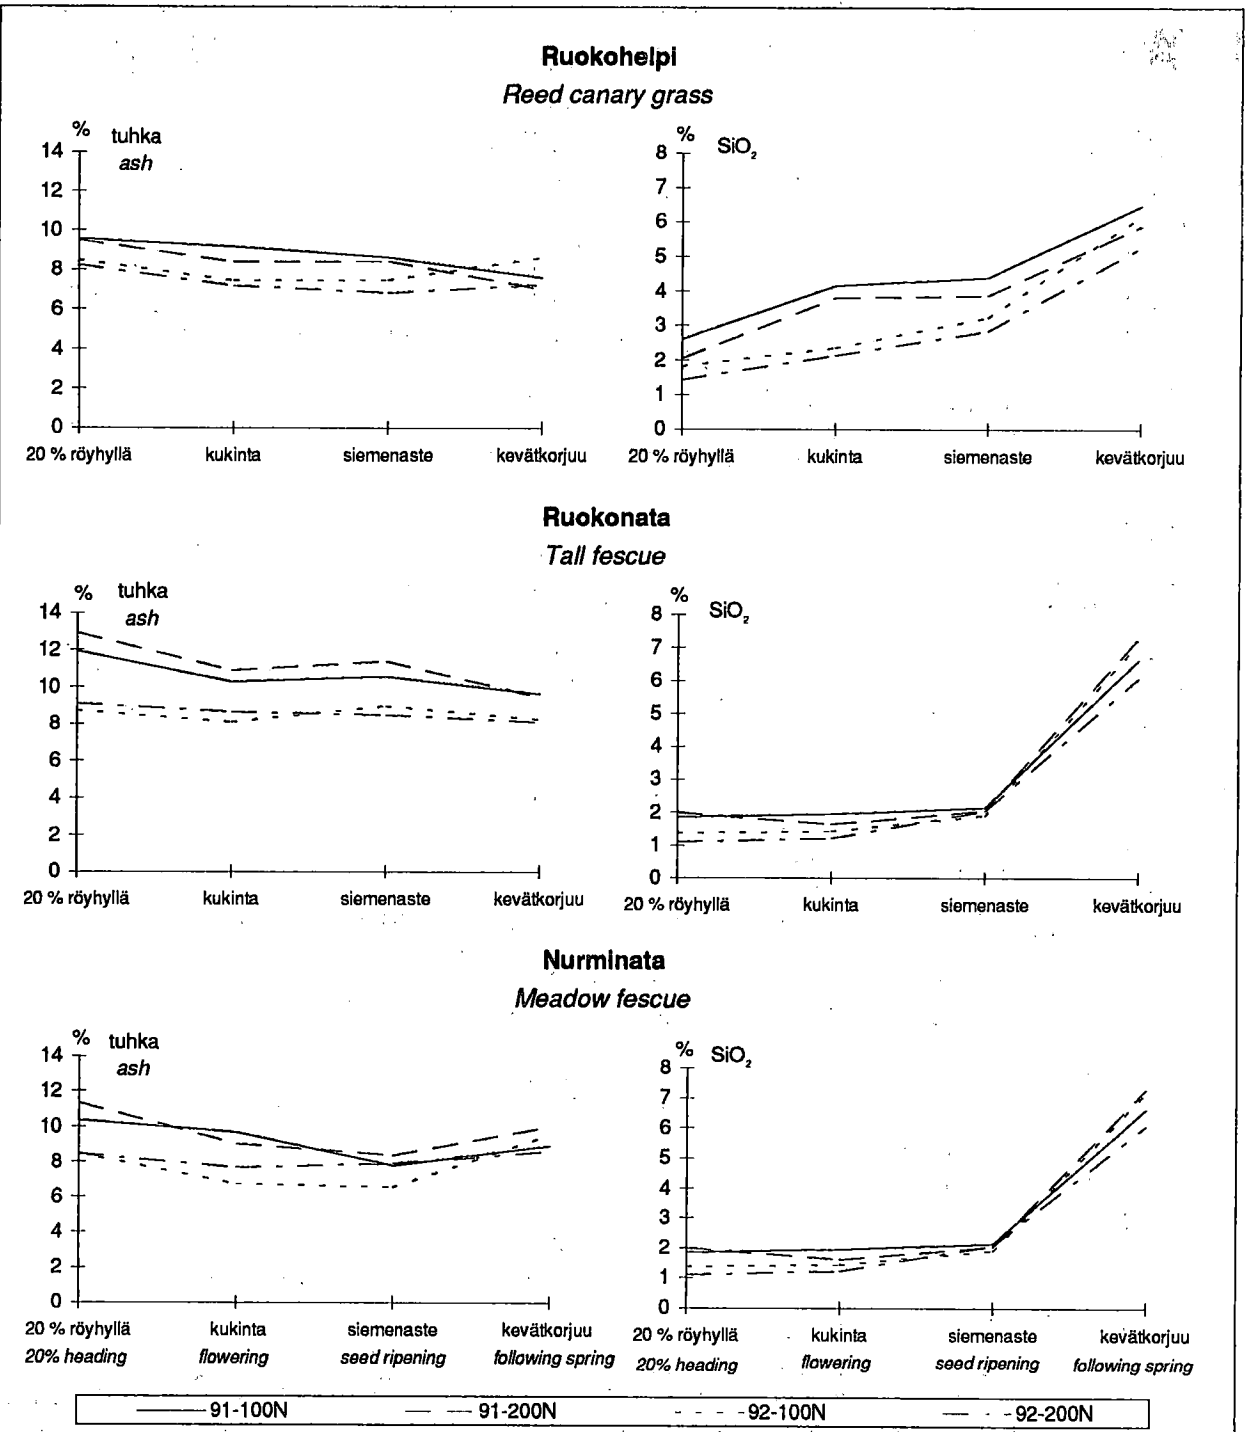 Ruokohelpi
Reed canary grass
% tuhka
ash
14
12
10
8
6
4
2
0
20 % röyhyllä kukinta siemenaste kevätkorjuu
% SiO₂
8
7
6
5
4
3
2
1
0
20 % röyhyllä kukinta siemenaste kevätkorjuu
Ruokonata
Tall fescue
% tuhka
ash
14
12
10
8
6
4
2
0
20 % röyhyllä kukinta siemenaste kevätkorjuu
% SiO₂
8
7
6
5
4
3
2
1
0
20 % röyhyllä kukinta siemenaste kevätkorjuu
Nurminata
Meadow fescue
% tuhka
ash
14
12
10
8
6
4
2
0
20 % röyhyllä kukinta siemenaste kevätkorjuu
20% heading flowering seed ripening following spring
% SiO₂
8
7
6
5
4
3
2
1
0
20 % röyhyllä kukinta siemenaste kevätkorjuu
20% heading flowering seed ripening following spring
91-100N 91-200N 92-100N 92-200N